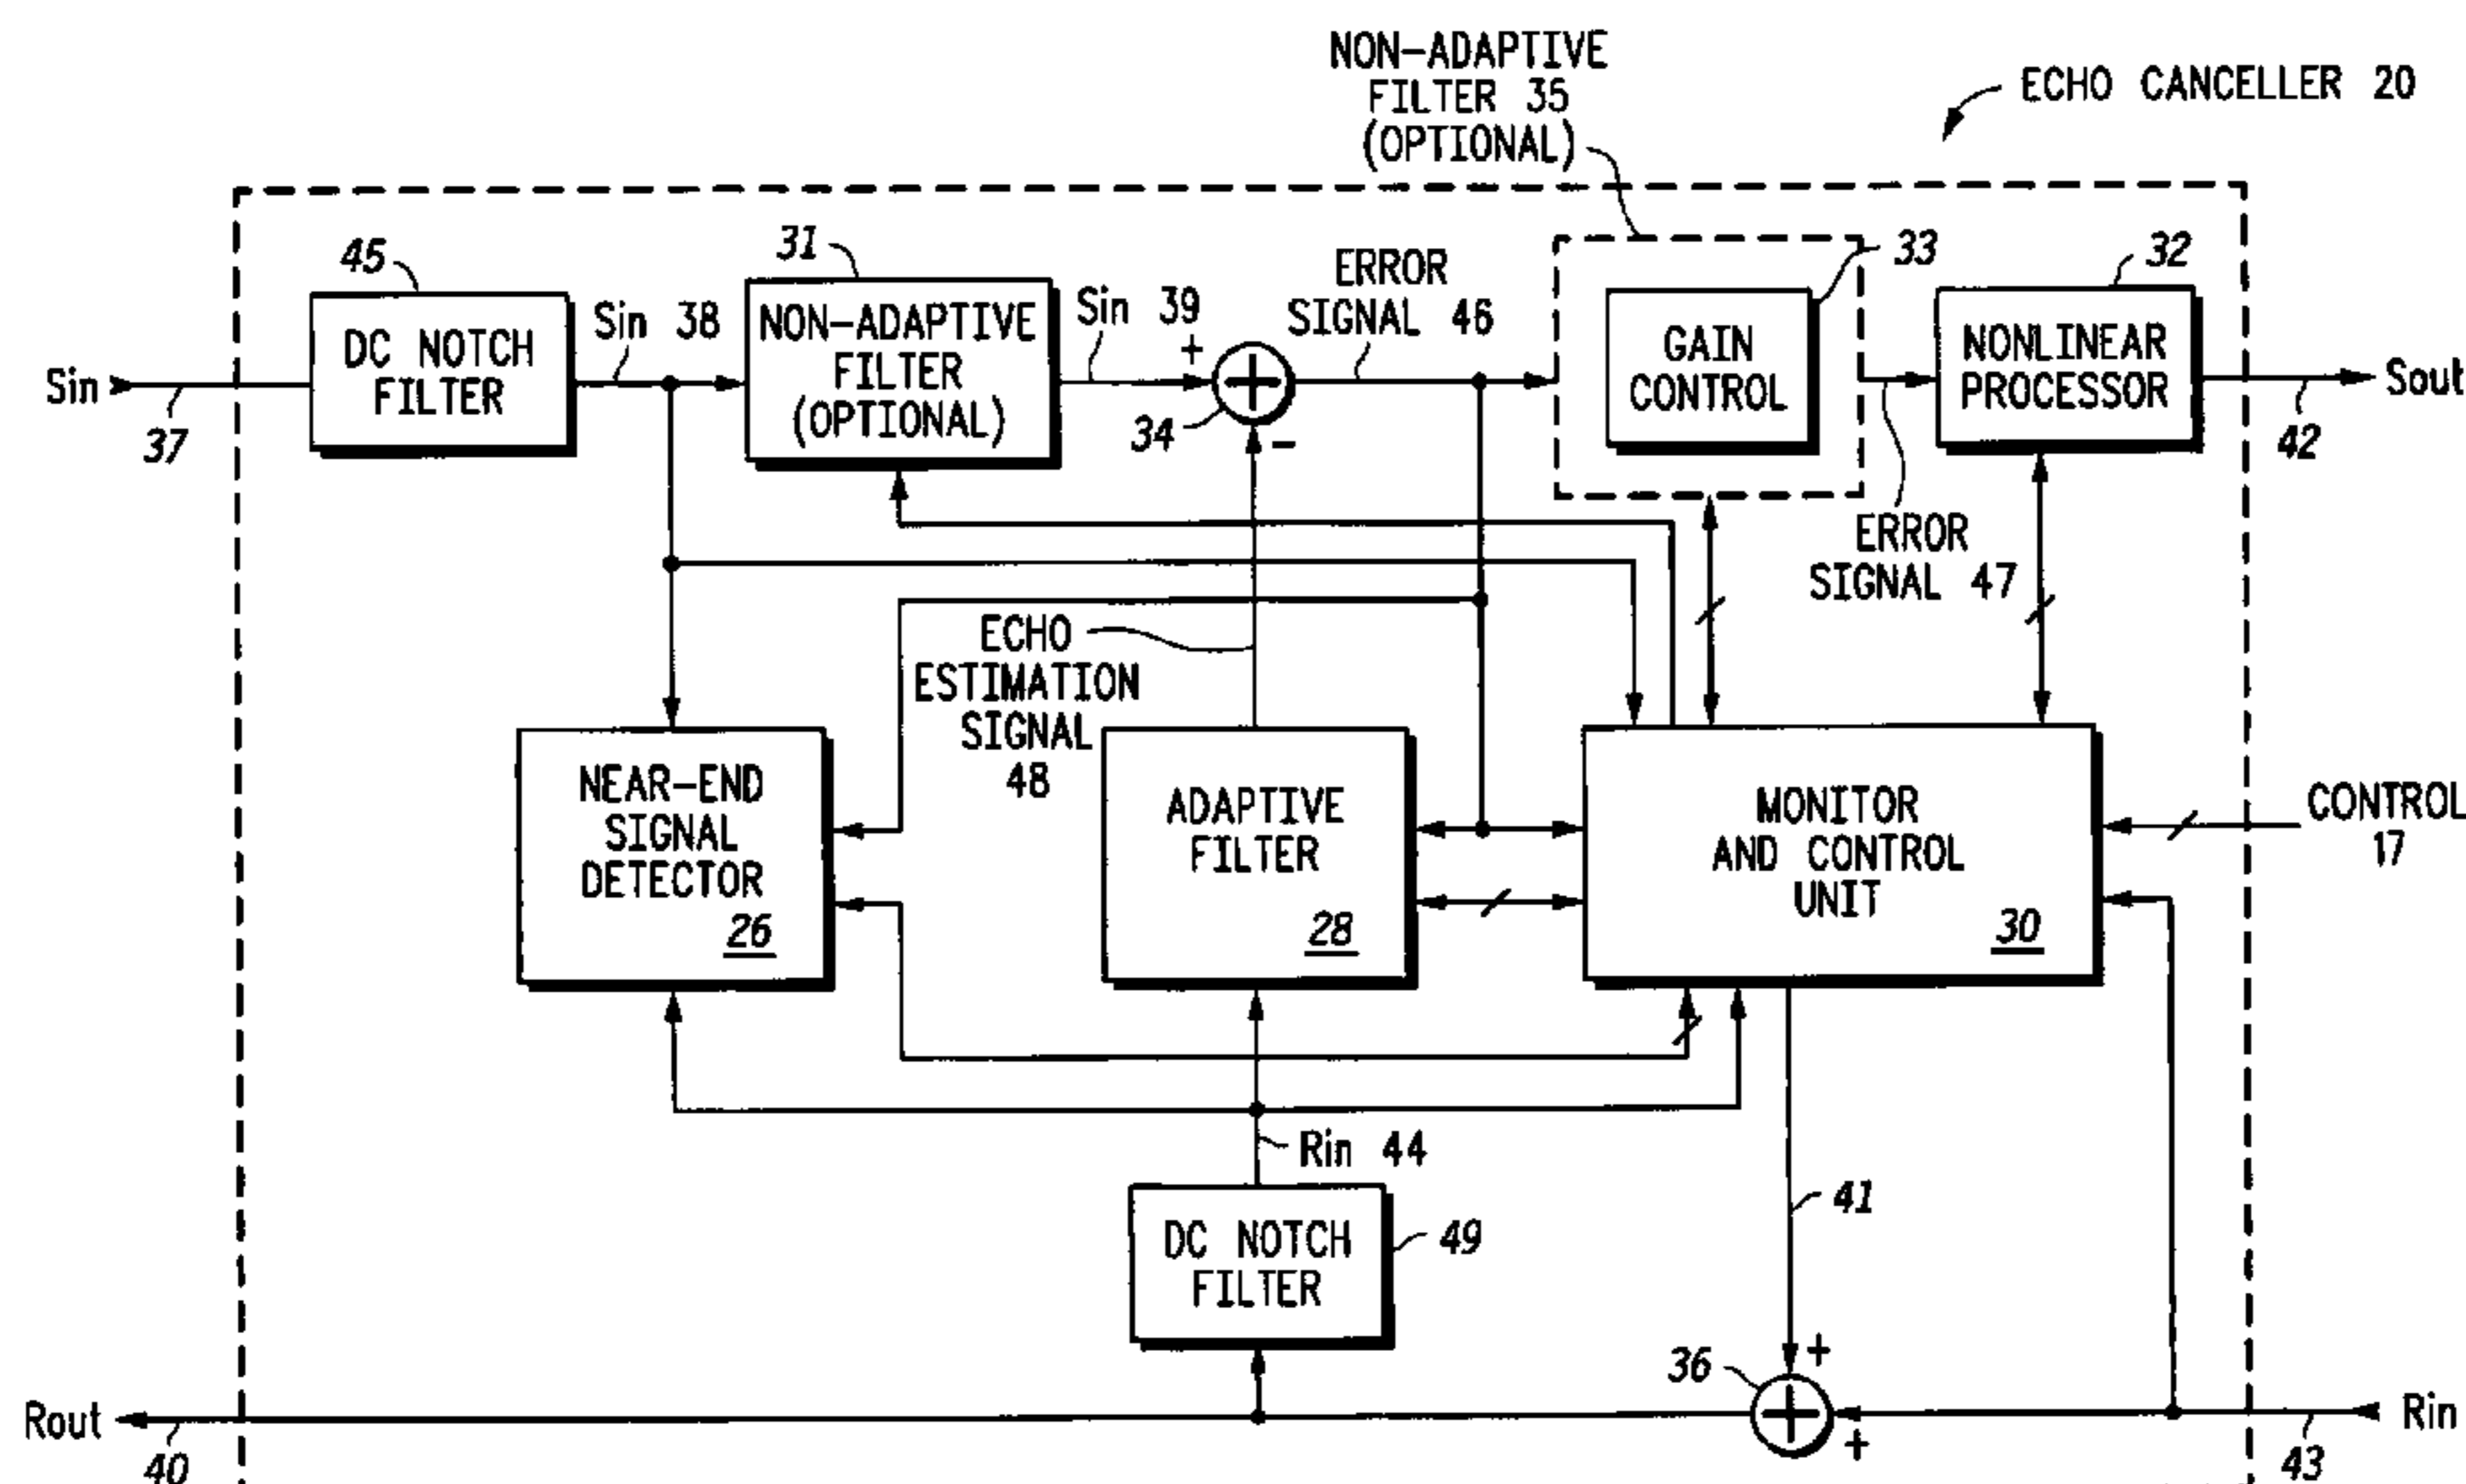 NON-ADAPTIVE
FILTER 35
(OPTIONAL)
ECHO CANCELLER 20
45
31
33
32
Sin
37
DC NOTCH
FILTER
Sin 38
NON-ADAPTIVE
FILTER
(OPTIONAL)
Sin 39
+
34
-
ERROR
SIGNAL 46
GAIN
CONTROL
NONLINEAR
PROCESSOR
Sout
42
ERROR
SIGNAL 47
ECHO
ESTIMATION
SIGNAL
48
NEAR-END
SIGNAL
DETECTOR
26
ADAPTIVE
FILTER
28
MONITOR
AND CONTROL
UNIT
30
CONTROL
17
Rin 44
DC NOTCH
FILTER
49
41
36
+
+
Rout
40
Rin
43